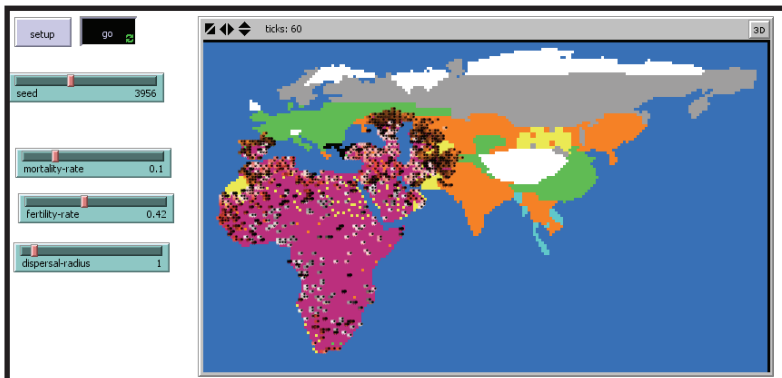 setup
go
ticks: 60
3D
seed 3956
mortality-rate 0.1
fertility-rate 0.42
dispersal-radius 1